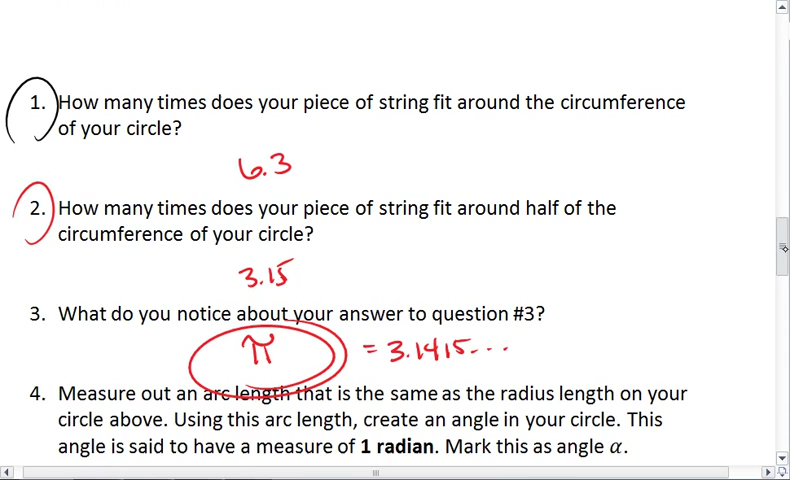 1. How many times does your piece of string fit around the circumference
of your circle?
6.3
2. How many times does your piece of string fit around half of the
circumference of your circle?
3.15
3. What do you notice about your answer to question #3?
π = 3.1415...
4. Measure out an arc length that is the same as the radius length on your
circle above. Using this arc length, create an angle in your circle. This
angle is said to have a measure of 1 radian. Mark this as angle α.